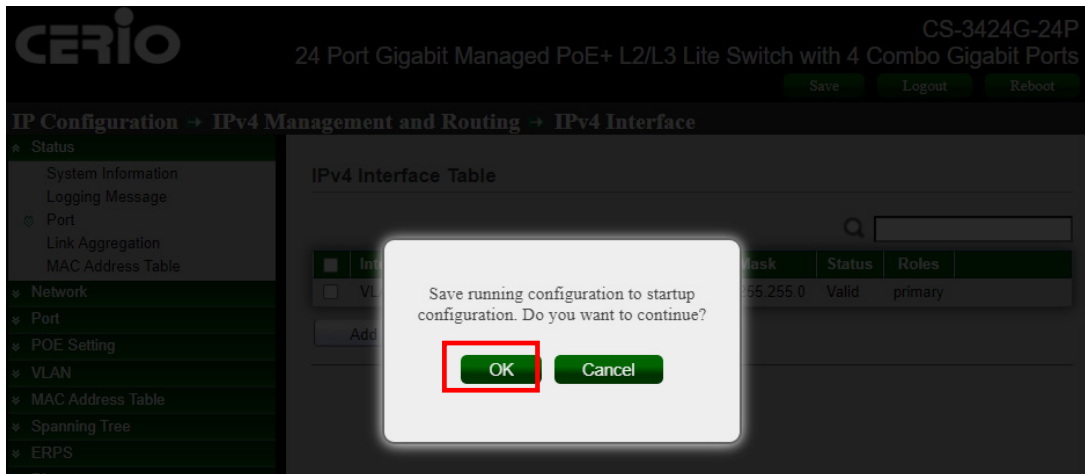 CERIO
CS-3424G-24P
24 Port Gigabit Managed PoE+ L2/L3 Lite Switch with 4 Combo Gigabit Ports
Save Logout Reboot
IP Configuration → IPv4 Management and Routing → IPv4 Interface
Status
System Information
Logging Message
Port
Link Aggregation
MAC Address Table
Network
Port
POE Setting
VLAN
MAC Address Table
Spanning Tree
ERPS
IPv4 Interface Table
Mask Status Roles
255.255.0 Valid primary
Add
Save running configuration to startup
configuration. Do you want to continue?
OK Cancel